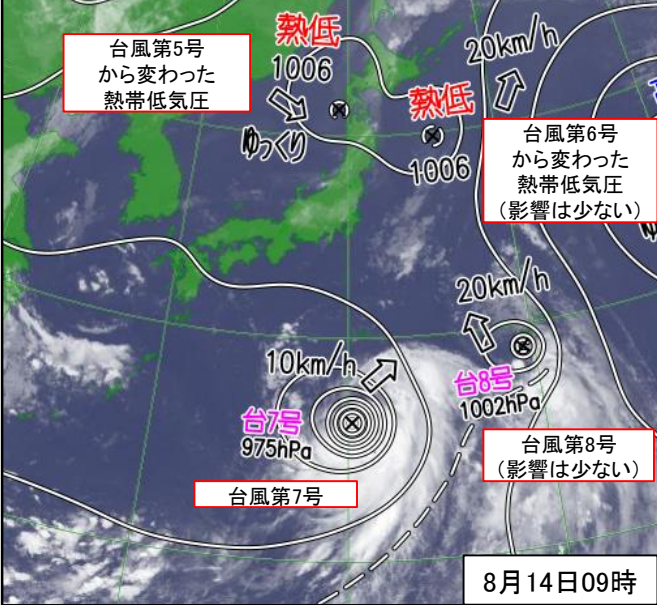 台風第5号
から変わった
熱帯低気圧
熱低
1006
ゆっくり
熱低
1006
20km/h
台風第6号
から変わった
熱帯低気圧
（影響は少ない）
20km/h
台8号
1002hPa
10km/h
台7号
975hPa
台風第7号
台風第8号
（影響は少ない）
8月14日09時